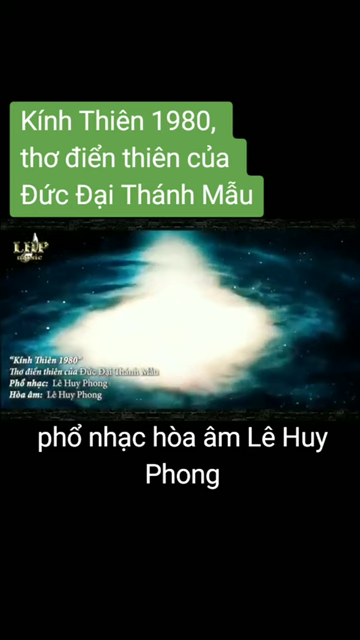 Kính Thiên 1980,
thơ điển thiên của
Đức Đại Thánh Mẫu
LHP
music
"Kính Thiên 1980"
Thơ điển thiên của Đức Đại Thánh Mẫu
Phổ nhạc: Lê Huy Phong
Hòa âm: Lê Huy Phong
phổ nhạc hòa âm Lê Huy
Phong